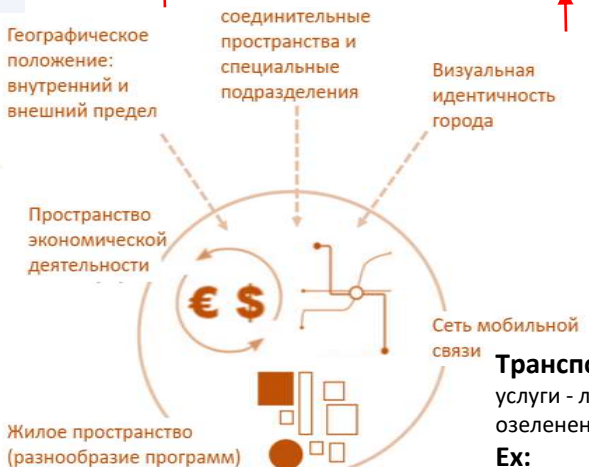 Географическое
положение:
внутренний и
внешний предел
соединительные
пространства и
специальные
подразделения
Визуальная
идентичность
города
Пространство
экономической
деятельности
€ $
Сеть мобильной
связи
услуги - л
Ex:
Жилое пространство
(разнообразие программ)